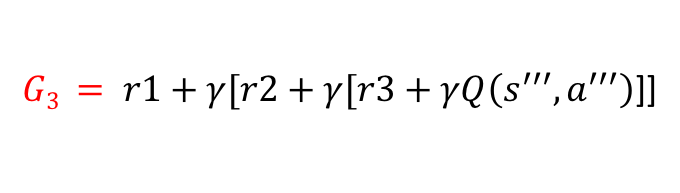 G₃ = r1 + γ[r2 + γ[r3 + γQ(s′′′, a′′′)]]